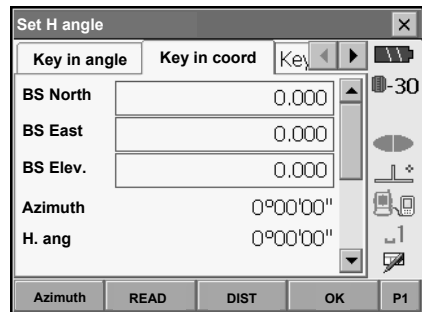 Set H angle
Key in angle
Key in coord
Key
-30
BS North 0.000
BS East 0.000
BS Elev. 0.000
Azimuth 0°00'00"
H. ang 0°00'00"
1
Azimuth READ DIST OK P1